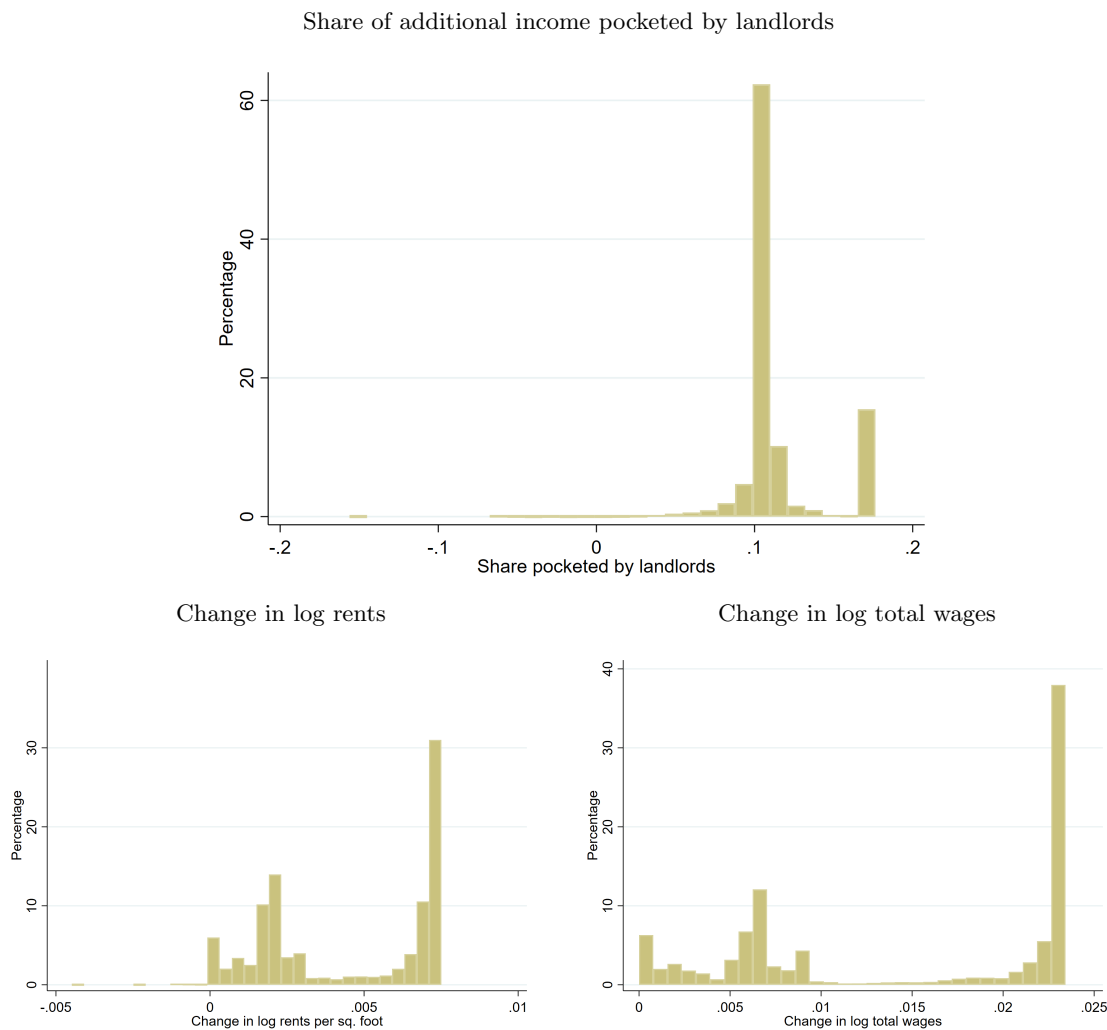 Share of additional income pocketed by landlords
Percentage
60
40
20
0
-.2 -.1 0 .1 .2
Share pocketed by landlords
Change in log rents
Percentage
30
20
10
0
-.005 0 .005 .01
Change in log rents per sq. foot
Change in log total wages
Percentage
40
30
20
10
0
0 .005 .01 .015 .02 .025
Change in log total wages